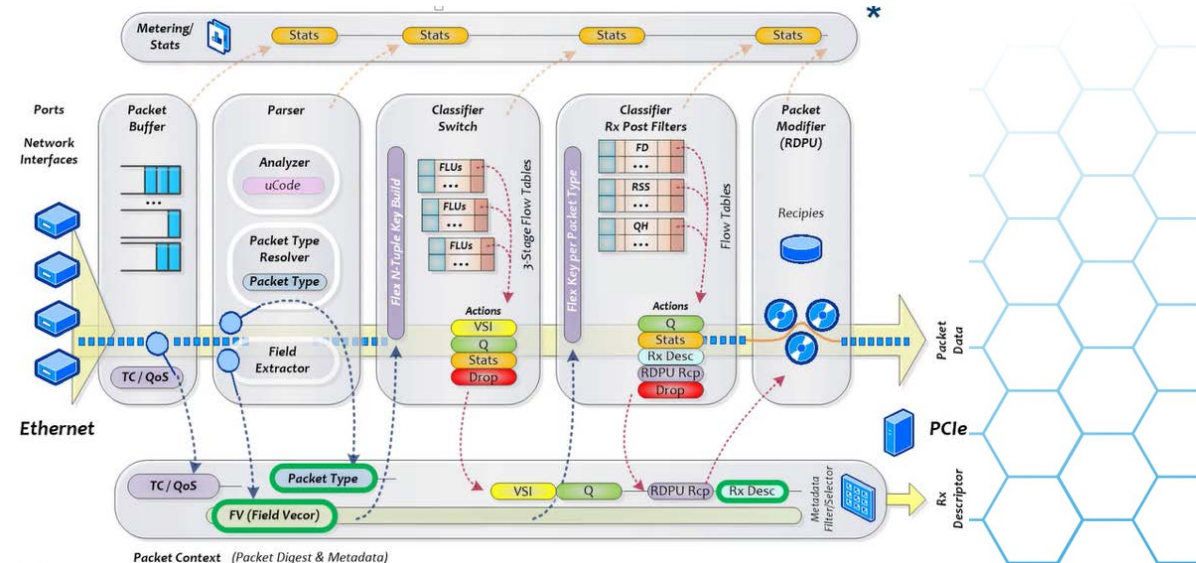 *
Metering/
Stats
Stats
Stats
Stats
Stats
Ports
Network
Interfaces
Ethernet
Packet
Buffer
...
TC / QoS
Parser
Analyzer
uCode
Packet Type
Resolver
Packet Type
Field
Extractor
Classifier
Switch
Flex N-Tuple Key Build
FLUs
...
FLUs
...
FLUs
...
3-Stage Flow Tables
Actions
VSI
Q
Stats
Drop
Classifier
Rx Post Filters
Flex Key per Packet Type
FD
...
RSS
...
QH
...
Flow Tables
Actions
Q
Stats
Rx Desc
RDPU Rcp
Drop
Packet
Modifier
(RDPU)
Recipies
Packet
Data
PCIe
TC / QoS
Packet Type
FV (Field Vecor)
VSI
Q
RDPU Rcp
Rx Desc
Metadata
Filter/Selector
Rx
Descriptor
Packet Context (Packet Digest & Metadata)